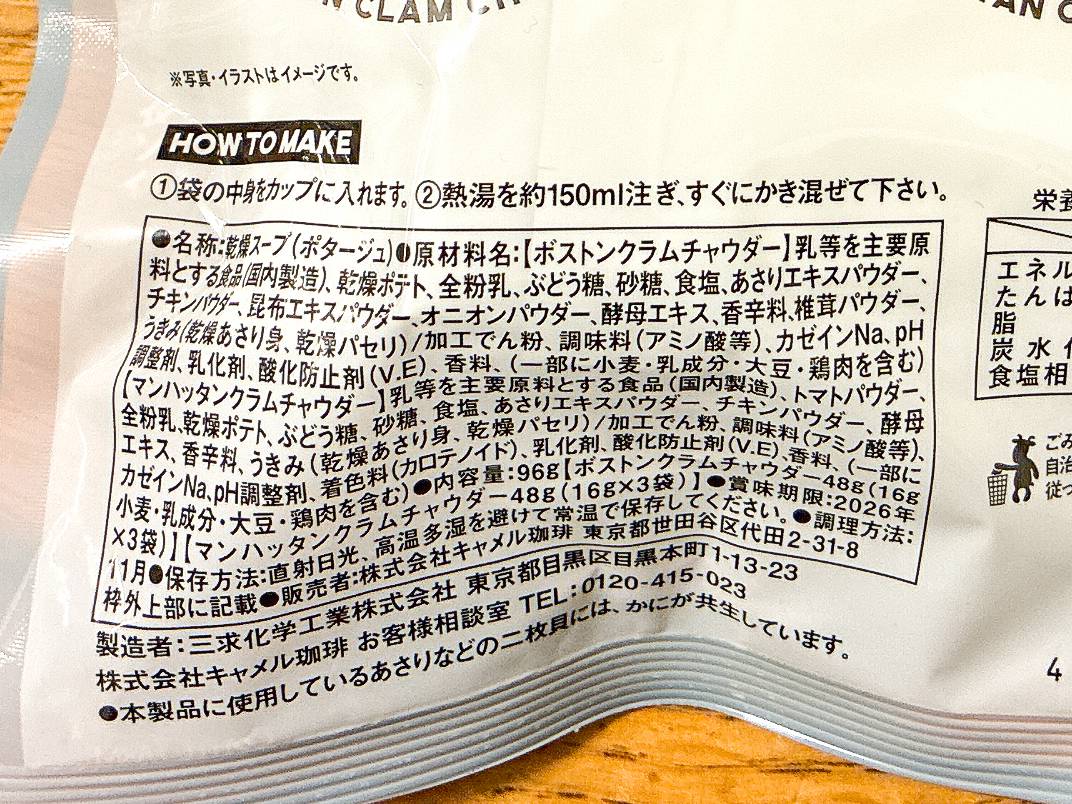 N CLAM CH
TAN C
※写真・イラストはイメージです。
HOW TO MAKE
①袋の中身をカップに入れます。②熱湯を約150ml注ぎ、すぐにかき混ぜて下さい。
●名称:乾燥スープ(ポタージュ)●原材料名:【ボストンクラムチャウダー】乳等を主要原
料とする食品(国内製造)、乾燥ポテト、全粉乳、ぶどう糖、砂糖、食塩、あさりエキスパウダー、
チキンパウダー、昆布エキスパウダー、オニオンパウダー、酵母エキス、香辛料、椎茸パウダー、
うきみ(乾燥あさり身、乾燥パセリ)/加工でん粉、調味料(アミノ酸等)、カゼインNa、pH
調整剤、乳化剤、酸化防止剤(V.E)、香料、(一部に小麦・乳成分・大豆・鶏肉を含む)
【マンハッタンクラムチャウダー】乳等を主要原料とする食品(国内製造)、トマトパウダー、
全粉乳、乾燥ポテト、ぶどう糖、砂糖、食塩、あさりエキスパウダー、チキンパウダー、酵母
エキス、香辛料、うきみ(乾燥あさり身、乾燥パセリ)/加工でん粉、調味料(アミノ酸等)、
カゼインNa、pH調整剤、着色料(カロテノイド)、乳化剤、酸化防止剤(V.E)、香料、(一部に
小麦・乳成分・大豆・鶏肉を含む)●内容量:96g【ボストンクラムチャウダー48g(16g
×3袋)】【マンハッタンクラムチャウダー48g(16g×3袋)】●賞味期限:2026年
11月●保存方法:直射日光、高温多湿を避けて常温で保存してください。●調理方法:
枠外上部に記載●販売者:株式会社キャメル珈琲 東京都世田谷区代田2-31-8
製造者:三求化学工業株式会社 東京都目黒区目黒本町1-13-23
株式会社キャメル珈琲 お客様相談室 TEL:0120-415-023
●本製品に使用しているあさりなどの二枚貝には、かにが共生しています。
栄養
エネル
たんぱ
脂
炭水化
食塩相
ごみ
自治
従っ
4